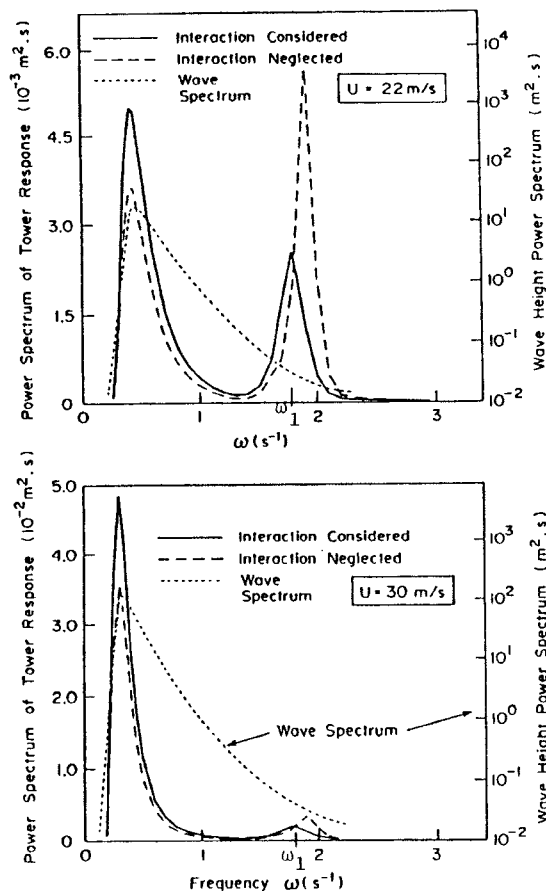 Power Spectrum of Tower Response (10⁻³ m². s)
6.0
4.5
3.0
1.5
0
Interaction Considered
Interaction Neglected
Wave
Spectrum
U = 22 m/s
10⁴
10³
10²
10¹
10⁰
10⁻¹
10⁻²
Wave Height Power Spectrum (m². s)
0
1
ω₁
2
3
ω(s⁻¹)
Power Spectrum of Tower Response (10⁻² m². s)
5.0
4.0
3.0
2.0
1.0
0
Interaction Considered
Interaction Neglected
Wave
Spectrum
U = 30 m/s
Wave Spectrum
10³
10²
10¹
10⁰
10⁻¹
10⁻²
Wave Height Power Spectrum (m². s)
0
1
ω₁
2
3
Frequency ω(s⁻¹)